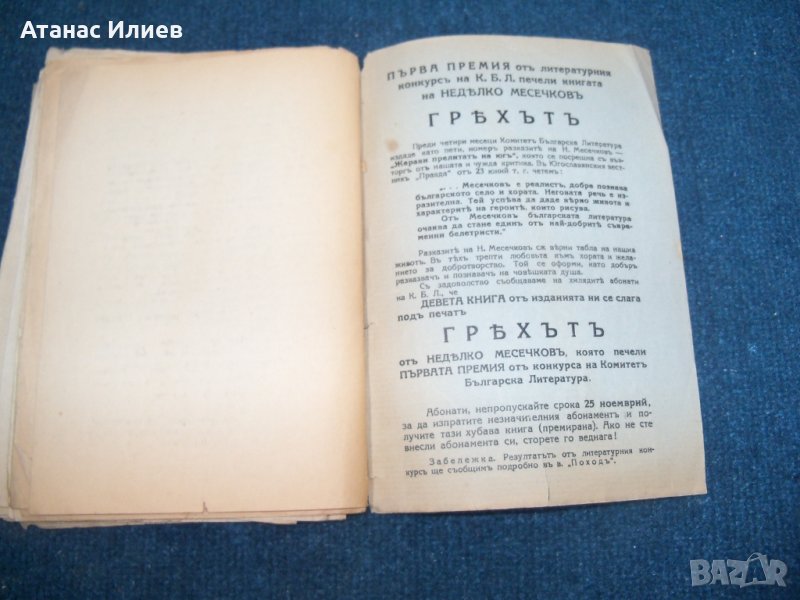 Атанас Илиев
ПЪРВА ПРЕМИЯ отъ литературния
конкурсъ на К. Б. Л. печели книгата
на НЕДѢЛКО МЕСЕЧКОВЪ
ГРѢХЪТЪ
Преди четири месеци Комитетъ Българска Литература
издаде като пети, номеръ разказитѣ на Н. Месечковъ —
„Жерави прелитатъ на югъ“, която се посрещна съ въз-
торгъ отъ нашата и чужда критика. Въ Югославянския вест-
никъ „Правда“ отъ 23 юний т. г. четемъ:
„. . . Месечковъ е реалистъ, добре познава
българското село и хората. Неговата речь е из-
разителна. Той успѣва да даде вѣрно живота и
характеритѣ на героитѣ, които рисува.
Отъ Месечковъ българската литература
очаква да стане единъ отъ най-добритѣ съвре-
менни белетристи.“
Разказитѣ на Н. Месечковъ сѫ вѣрни табла на нашия
животъ. Въ тѣхъ трепти любовьта къмъ хората и жела-
нието за добротворство. Той се оформи, като добъръ
разказвачъ и познавачъ на човѣшката душа.
Съ задоволство съобщаваме на хилядитѣ абонати
на К. Б. Л., че
ДЕВЕТА КНИГА отъ изданията ни се слага
подъ печатъ
ГРѢХЪТЪ
отъ НЕДѢЛКО МЕСЕЧКОВЪ, която печели
ПЪРВАТА ПРЕМИЯ отъ конкурса на Комитетъ
Българска Литература.
Абонати, непропускайте срока 25 ноемврий,
за да изпратите незначителния абонаментъ и по-
лучите тази хубава книга (премирана). Ако не сте
внесли абонамента си, сторете го веднага!
Забележка. Резултатътъ отъ литературния кон-
курсъ ще съобщимъ подробно въ в. „Походъ“.
BAZAR